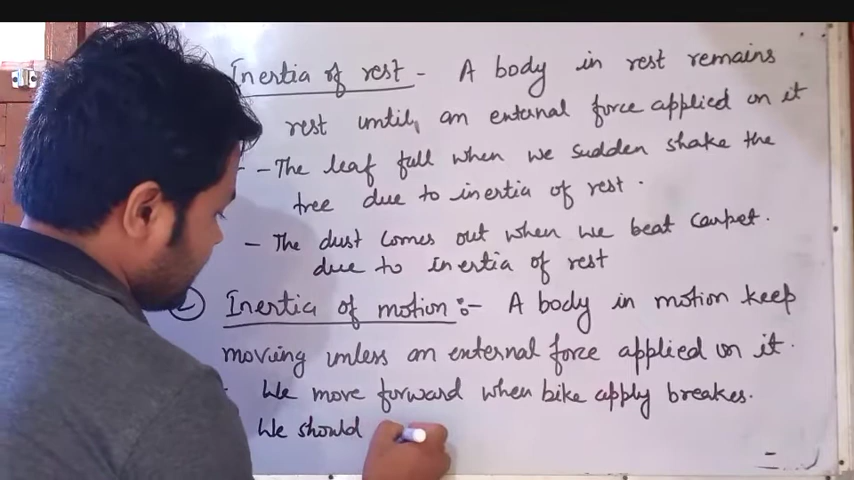 Inertia of rest - A body in rest remains
rest until an external force applied on it
- The leaf fall when we sudden shake the
tree due to inertia of rest.
- The dust comes out when we beat carpet.
due to inertia of rest
2 Inertia of motion :- A body in motion keep
moving unless an external force applied on it.
We move forward when bike apply breakes.
We should